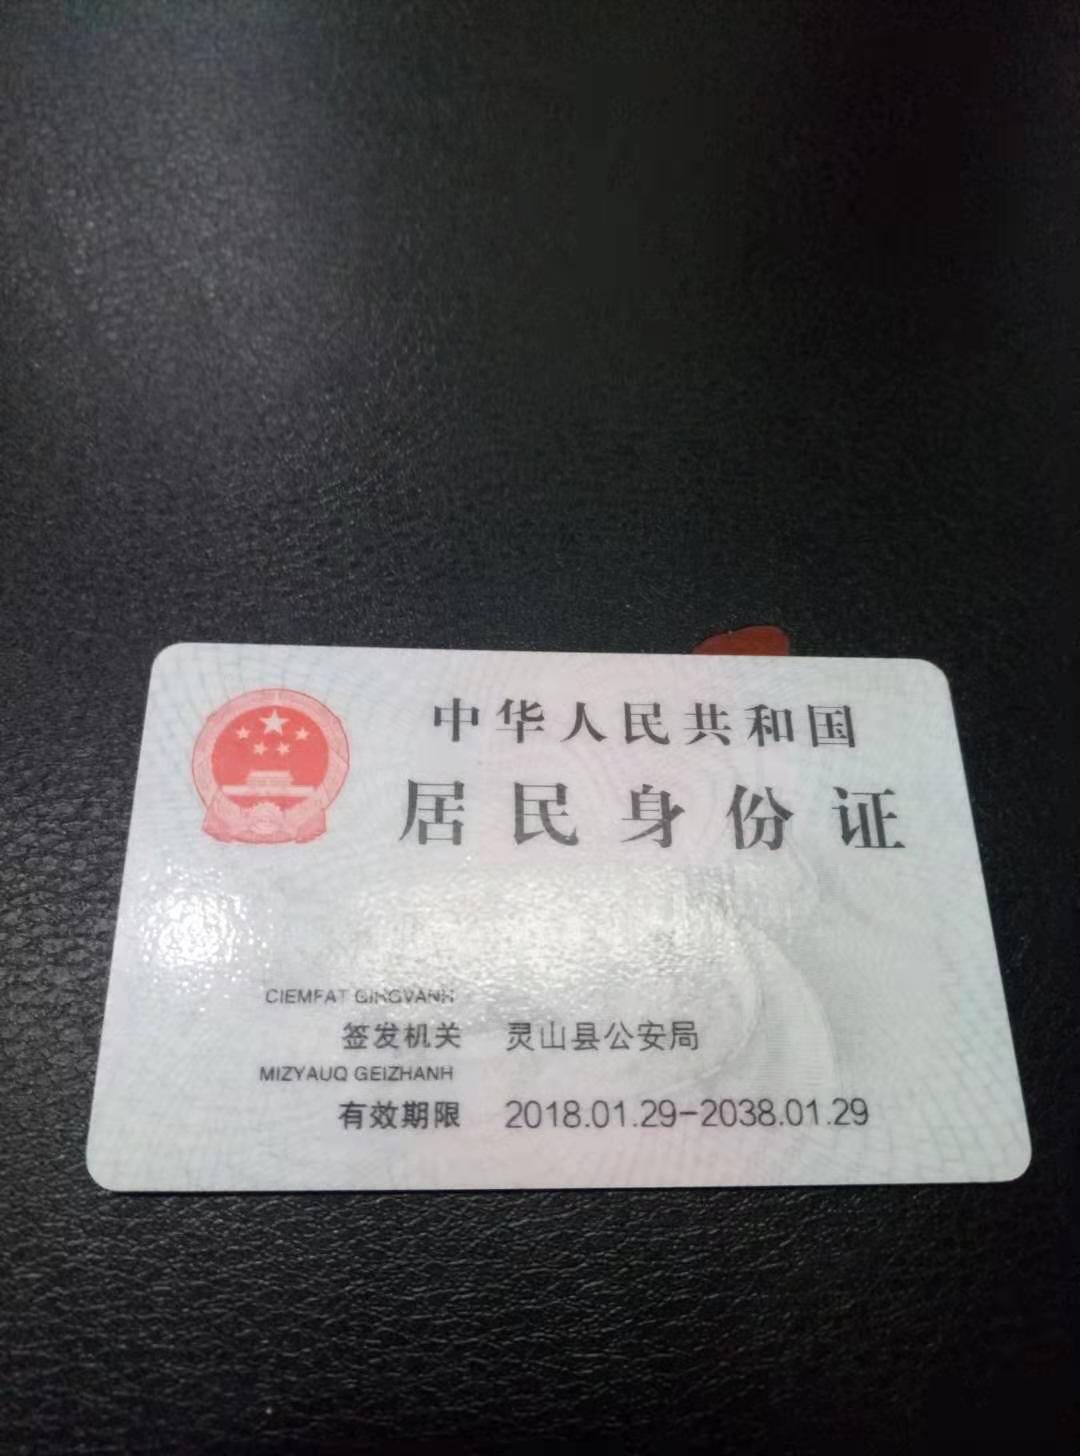 中华人民共和国
居民身份证
CIEMFAT GIHGVANH
签发机关 灵山县公安局
MIZYAUQ GEIZHANH
有效期限 2018.01.29-2038.01.29